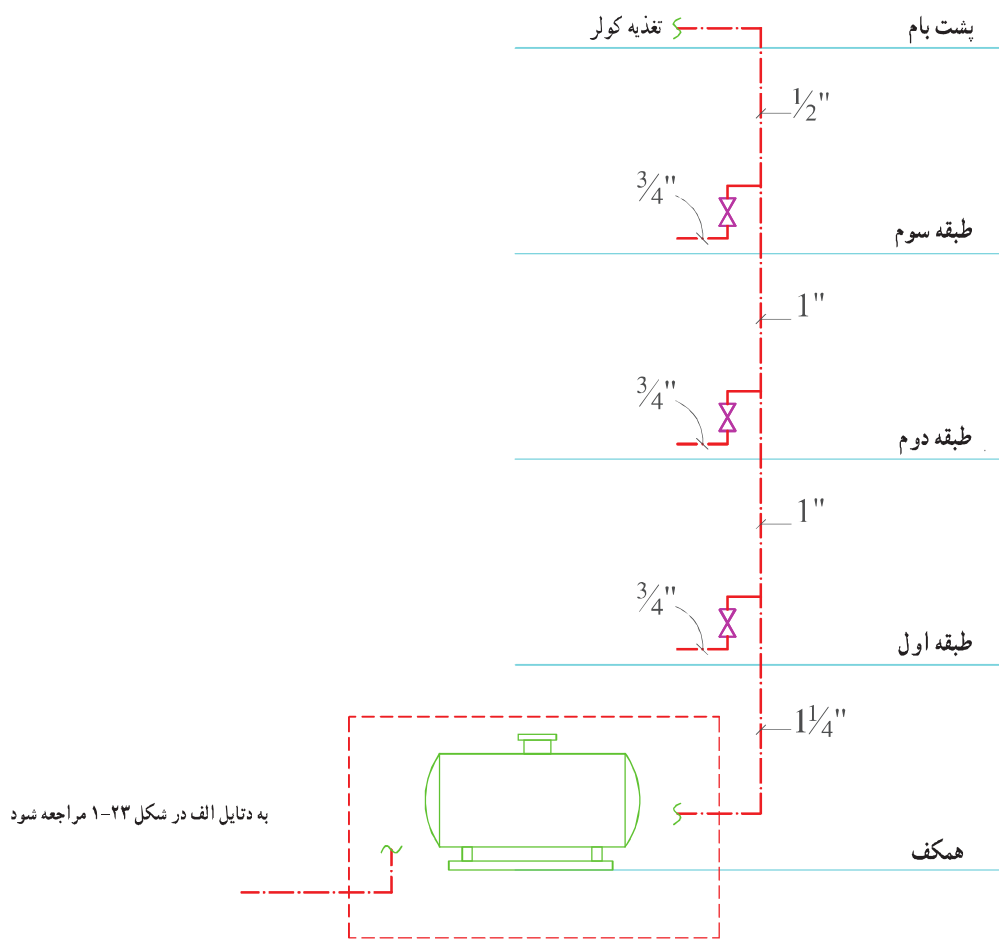 پشت بام
تغذیه کولر
1/2"
3/4"
طبقه سوم
1"
3/4"
طبقه دوم
1"
3/4"
طبقه اول
1 1/4"
به دتایل الف در شکل ۲۳-۱ مراجعه شود
همکف